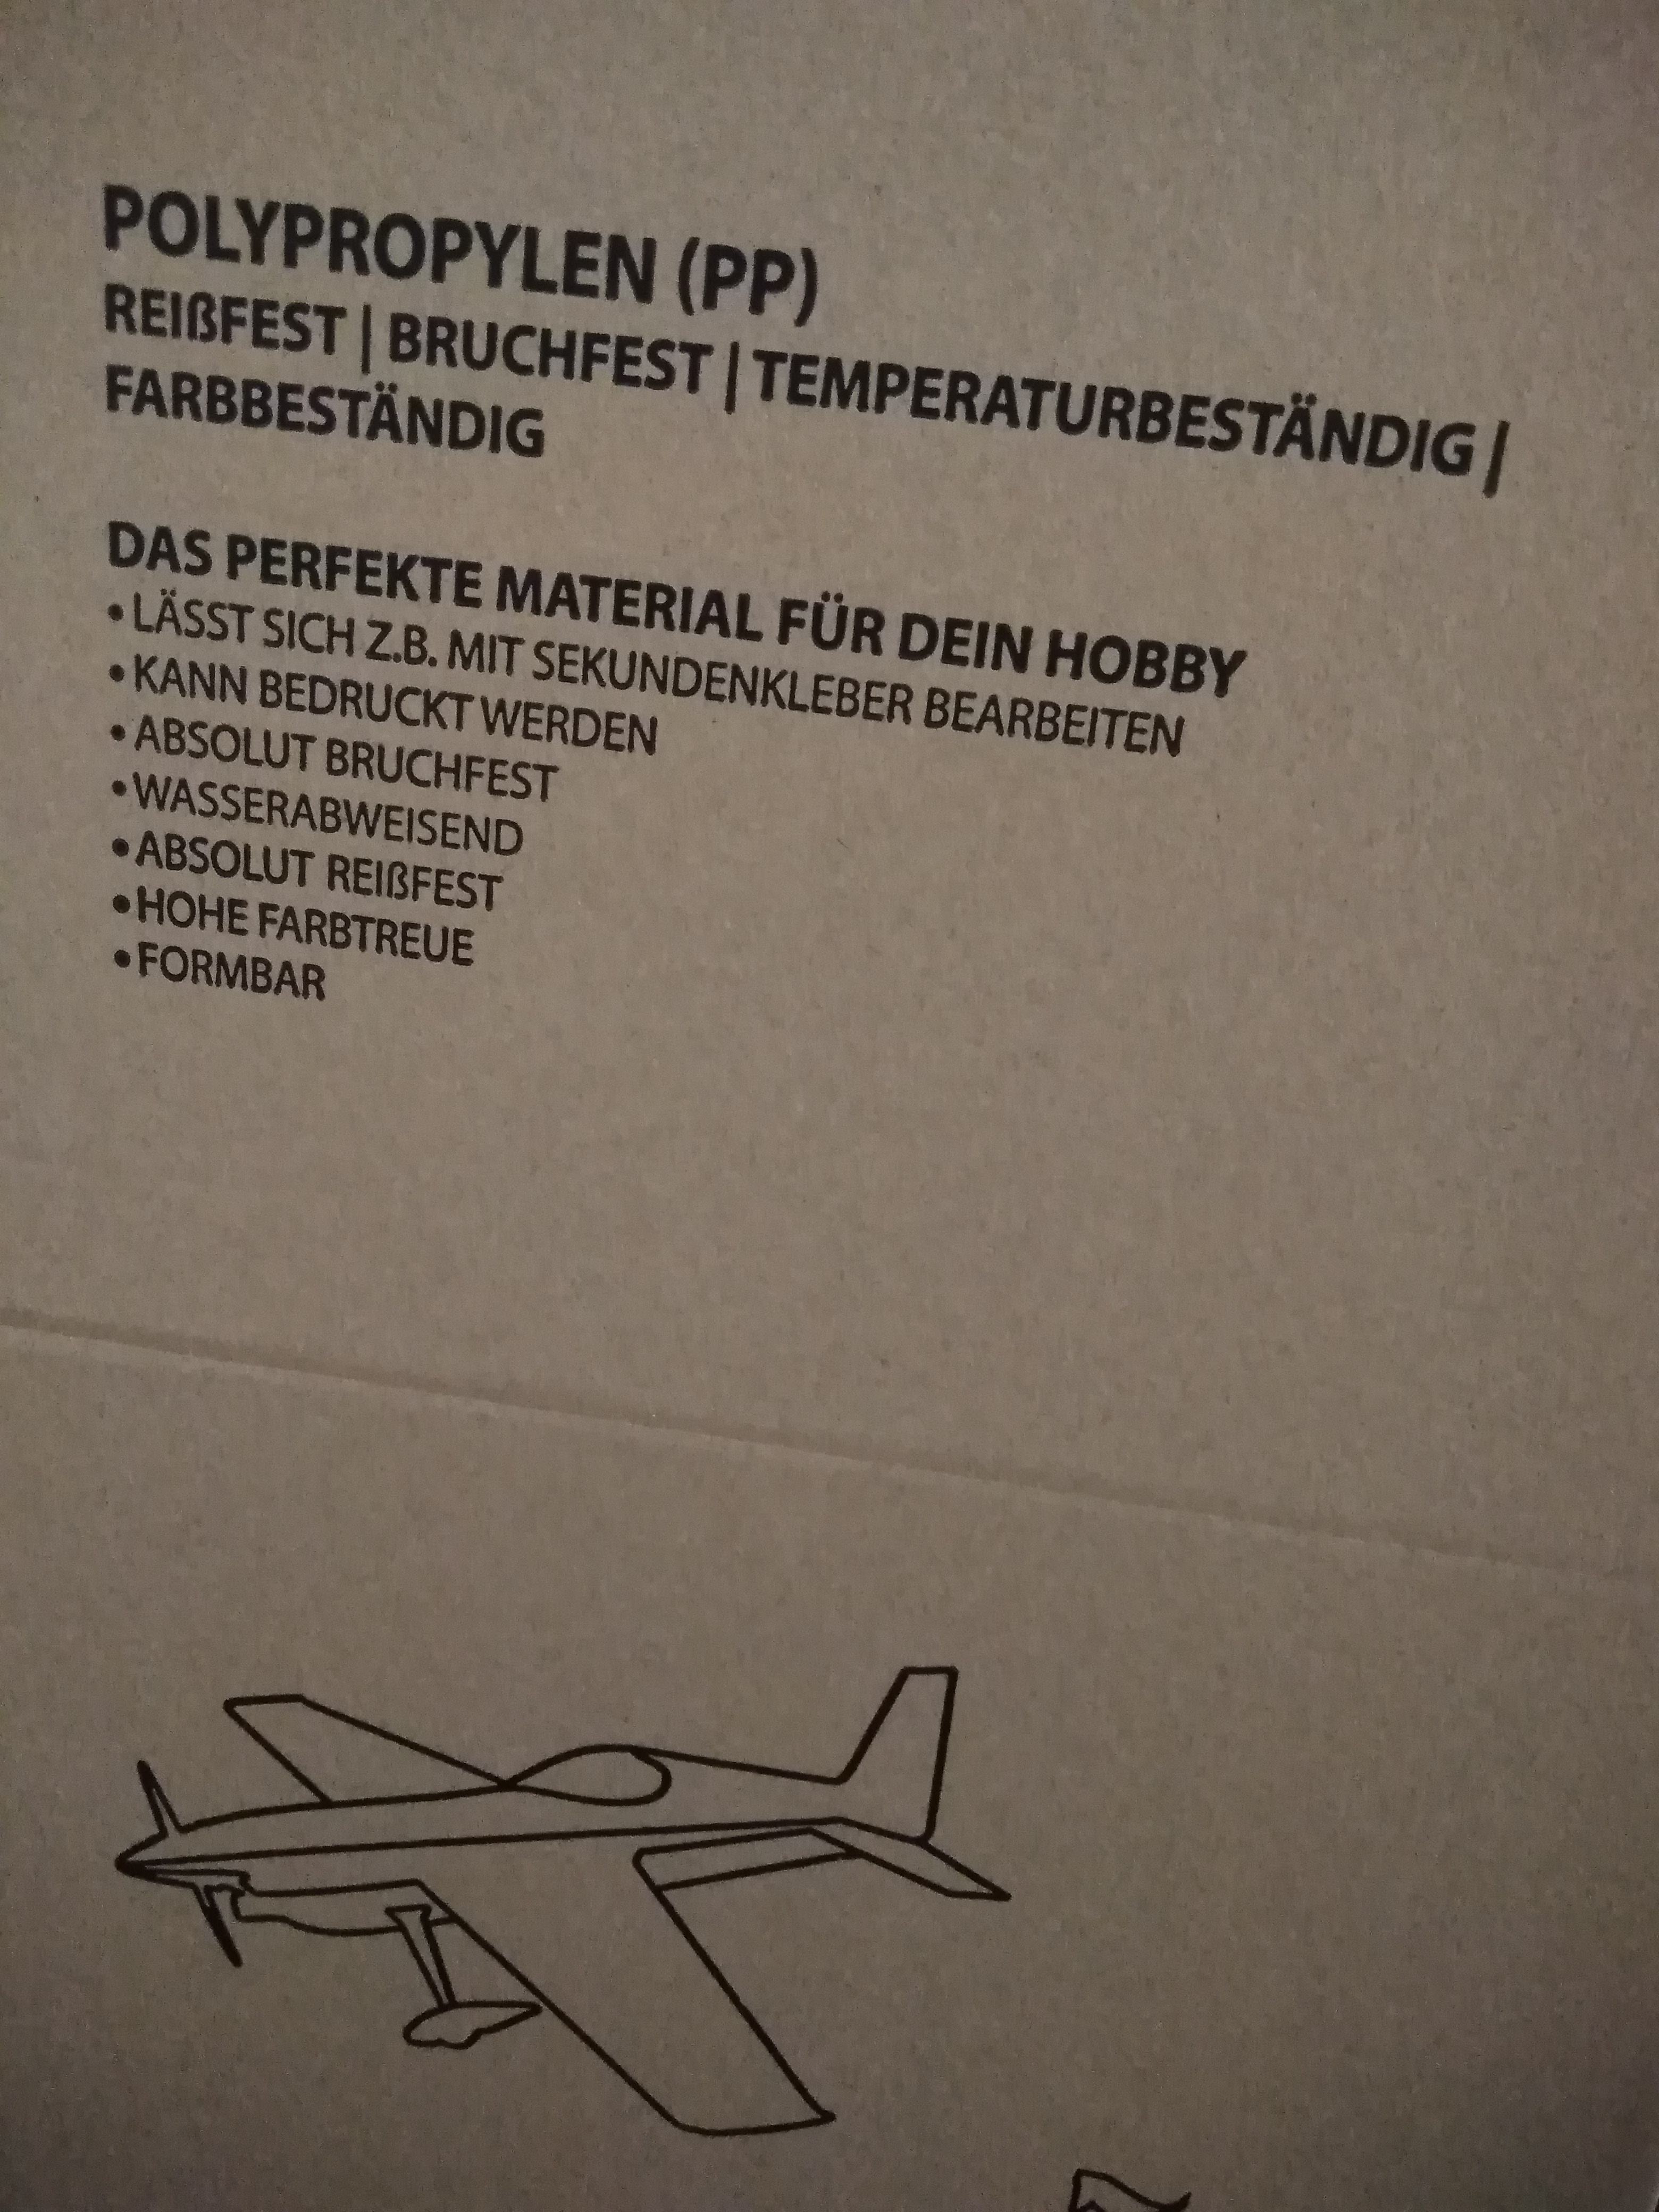 POLYPROPYLEN (PP)
REIßFEST | BRUCHFEST | TEMPERATURBESTÄNDIG |
FARBBESTÄNDIG
DAS PERFEKTE MATERIAL FÜR DEIN HOBBY
• LÄSST SICH Z.B. MIT SEKUNDENKLEBER BEARBEITEN
• KANN BEDRUCKT WERDEN
• ABSOLUT BRUCHFEST
• WASSERABWEISEND
• ABSOLUT REIßFEST
• HOHE FARBTREUE
• FORMBAR